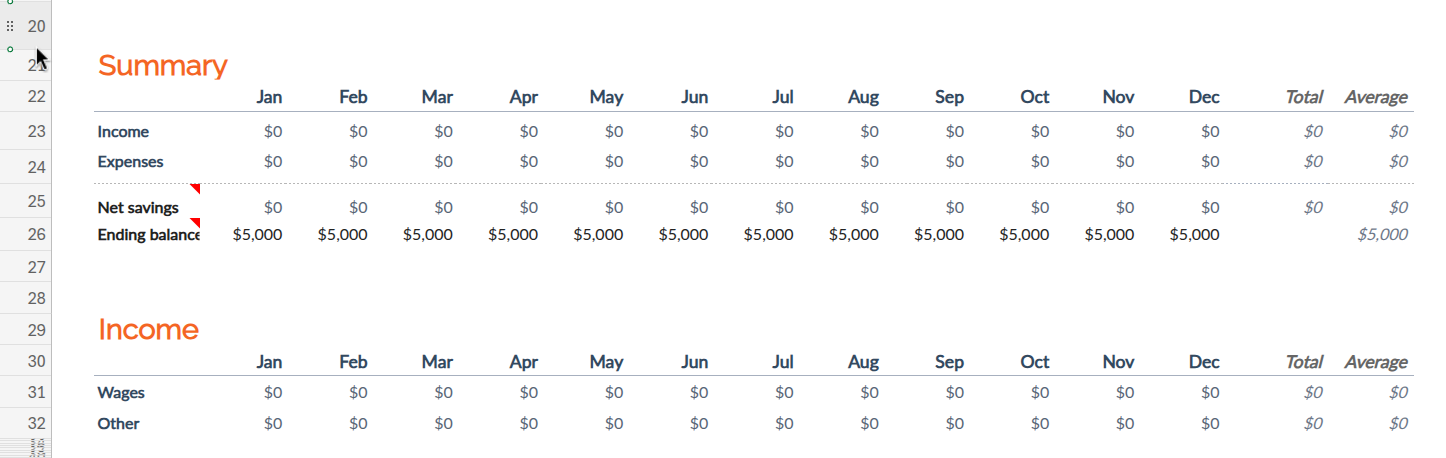 20
21 Summary
22 Jan Feb Mar Apr May Jun Jul Aug Sep Oct Nov Dec Total Average
23 Income $0 $0 $0 $0 $0 $0 $0 $0 $0 $0 $0 $0 $0 $0
24 Expenses $0 $0 $0 $0 $0 $0 $0 $0 $0 $0 $0 $0 $0 $0
25 Net savings $0 $0 $0 $0 $0 $0 $0 $0 $0 $0 $0 $0 $0 $0
26 Ending balance $5,000 $5,000 $5,000 $5,000 $5,000 $5,000 $5,000 $5,000 $5,000 $5,000 $5,000 $5,000 $5,000
27
28
29 Income
30 Jan Feb Mar Apr May Jun Jul Aug Sep Oct Nov Dec Total Average
31 Wages $0 $0 $0 $0 $0 $0 $0 $0 $0 $0 $0 $0 $0 $0
32 Other $0 $0 $0 $0 $0 $0 $0 $0 $0 $0 $0 $0 $0 $0